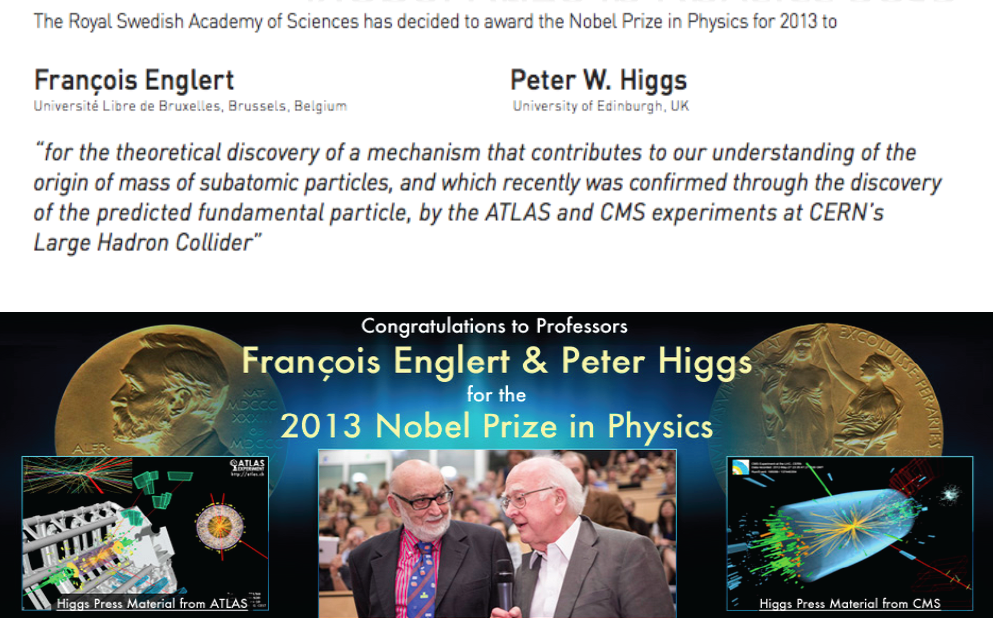 The Royal Swedish Academy of Sciences has decided to award the Nobel Prize in Physics for 2013 to
François Englert
Université Libre de Bruxelles, Brussels, Belgium
Peter W. Higgs
University of Edinburgh, UK
“for the theoretical discovery of a mechanism that contributes to our understanding of the
origin of mass of subatomic particles, and which recently was confirmed through the discovery
of the predicted fundamental particle, by the ATLAS and CMS experiments at CERN’s
Large Hadron Collider”
Congratulations to Professors
François Englert & Peter Higgs
for the
2013 Nobel Prize in Physics
ALFR
ATLAS
EXPERIMENT
http://atlas.ch
Higgs Press Material from ATLAS
Higgs Press Material from CMS